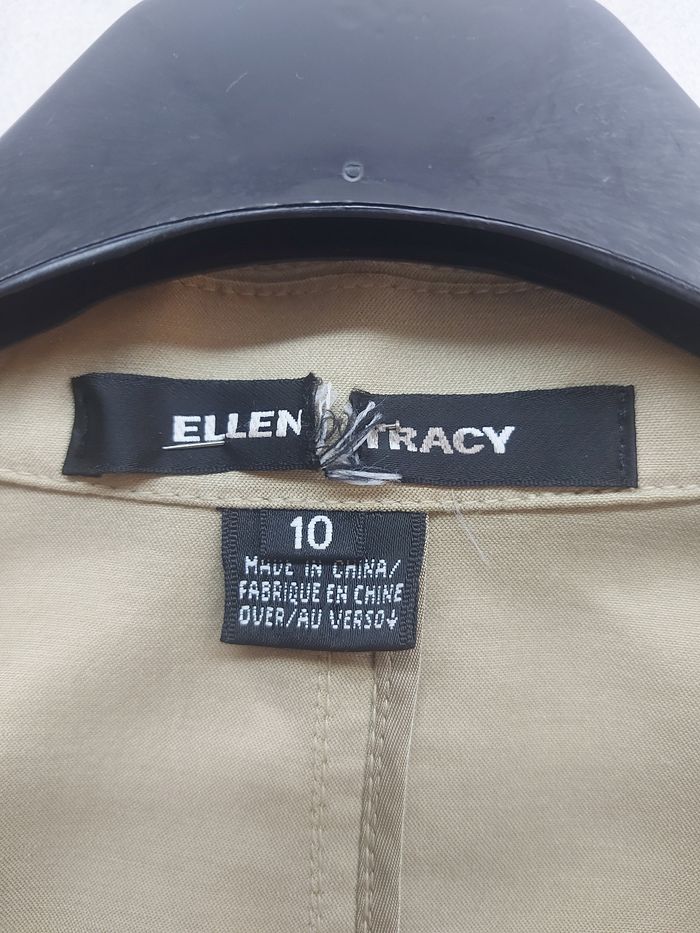 ELLEN TRACY
10
MADE IN CHINA/
FABRIQUE EN CHINE
OVER/AU VERSO↓